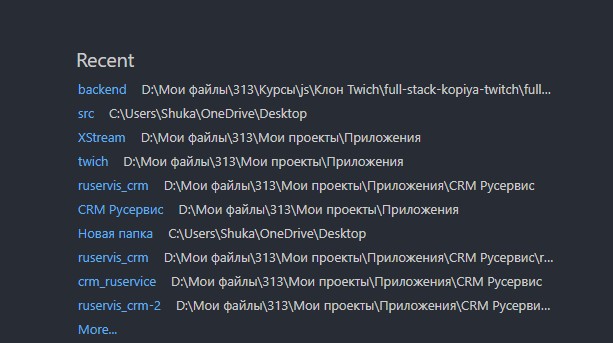 Recent
backend D:\Мои файлы\313\Курсы\js\Клон Twich\full-stack-kopiya-twitch\full...
src C:\Users\Shuka\OneDrive\Desktop
XStream D:\Мои файлы\313\Мои проекты\Приложения
twich D:\Мои файлы\313\Мои проекты\Приложения
ruservis_crm D:\Мои файлы\313\Мои проекты\Приложения\CRM Русервис
CRM Русервис D:\Мои файлы\313\Мои проекты\Приложения
Новая папка C:\Users\Shuka\OneDrive\Desktop
ruservis_crm D:\Мои файлы\313\Мои проекты\Приложения\CRM Русервис\r...
crm_ruservice D:\Мои файлы\313\Мои проекты\Приложения\CRM Русервис
ruservis_crm-2 D:\Мои файлы\313\Мои проекты\Приложения\CRM Русерви...
More...